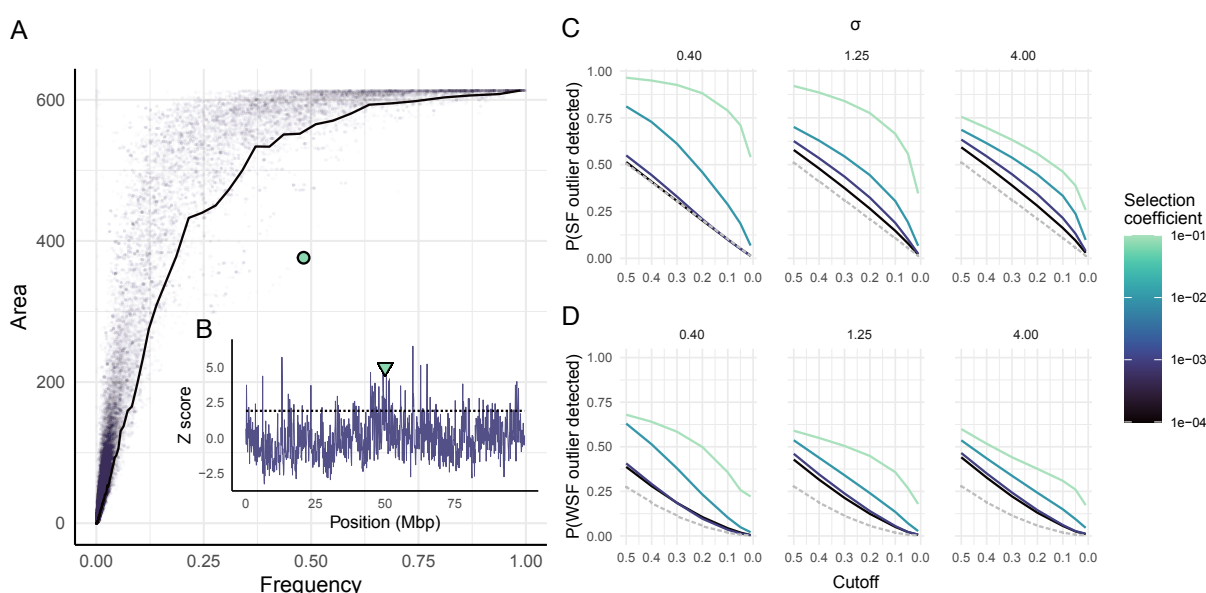 A
Area
600
400
200
0
0.00
0.25
0.50
0.75
1.00
Frequency
B
Z score
5.0
2.5
0.0
−2.5
0
25
50
75
Position (Mbp)
C
σ
0.40
1.25
4.00
P(SF outlier detected)
1.00
0.75
0.50
0.25
0.00
0.5 0.4 0.3 0.2 0.1 0.0
0.5 0.4 0.3 0.2 0.1 0.0
0.5 0.4 0.3 0.2 0.1 0.0
D
0.40
1.25
4.00
P(WSF outlier detected)
1.00
0.75
0.50
0.25
0.00
0.5 0.4 0.3 0.2 0.1 0.0
0.5 0.4 0.3 0.2 0.1 0.0
0.5 0.4 0.3 0.2 0.1 0.0
Cutoff
Selection
coefficient
1e−01
1e−02
1e−03
1e−04